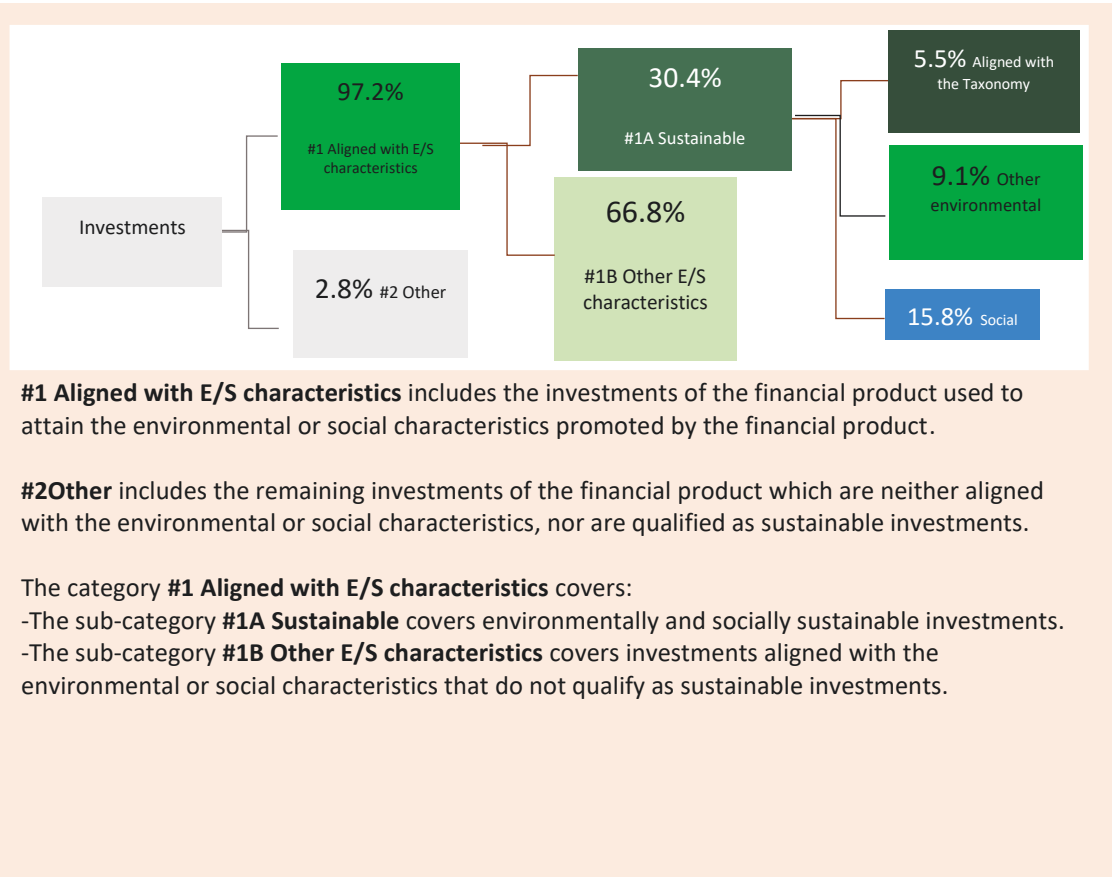 97.2%
#1 Aligned with E/S
characteristics
30.4%
#1A Sustainable
5.5% Aligned with
the Taxonomy
9.1% Other
environmental
Investments
66.8%
#1B Other E/S
characteristics
2.8% #2 Other
15.8% Social
#1 Aligned with E/S characteristics includes the investments of the financial product used to
attain the environmental or social characteristics promoted by the financial product.
#2Other includes the remaining investments of the financial product which are neither aligned
with the environmental or social characteristics, nor are qualified as sustainable investments.
The category #1 Aligned with E/S characteristics covers:
-The sub-category #1A Sustainable covers environmentally and socially sustainable investments.
-The sub-category #1B Other E/S characteristics covers investments aligned with the
environmental or social characteristics that do not qualify as sustainable investments.